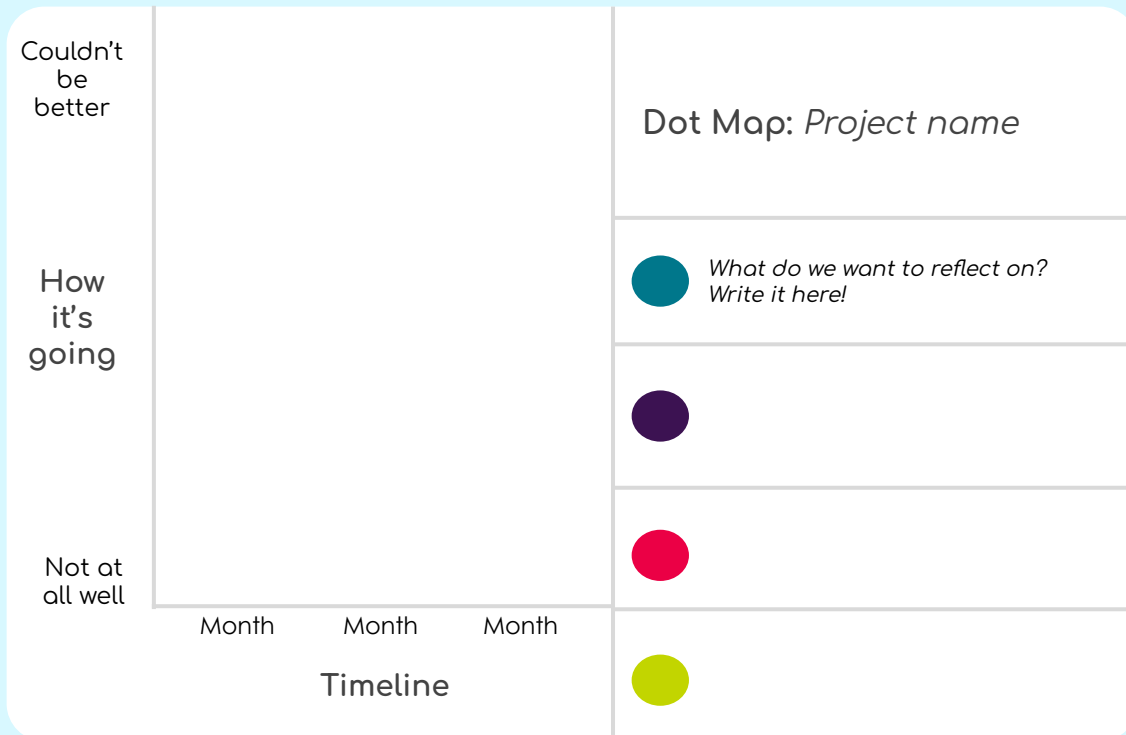 Couldn't
be
better
How
it's
going
Not at
all well
Month Month Month
Timeline
Dot Map: Project name
What do we want to reflect on?
Write it here!